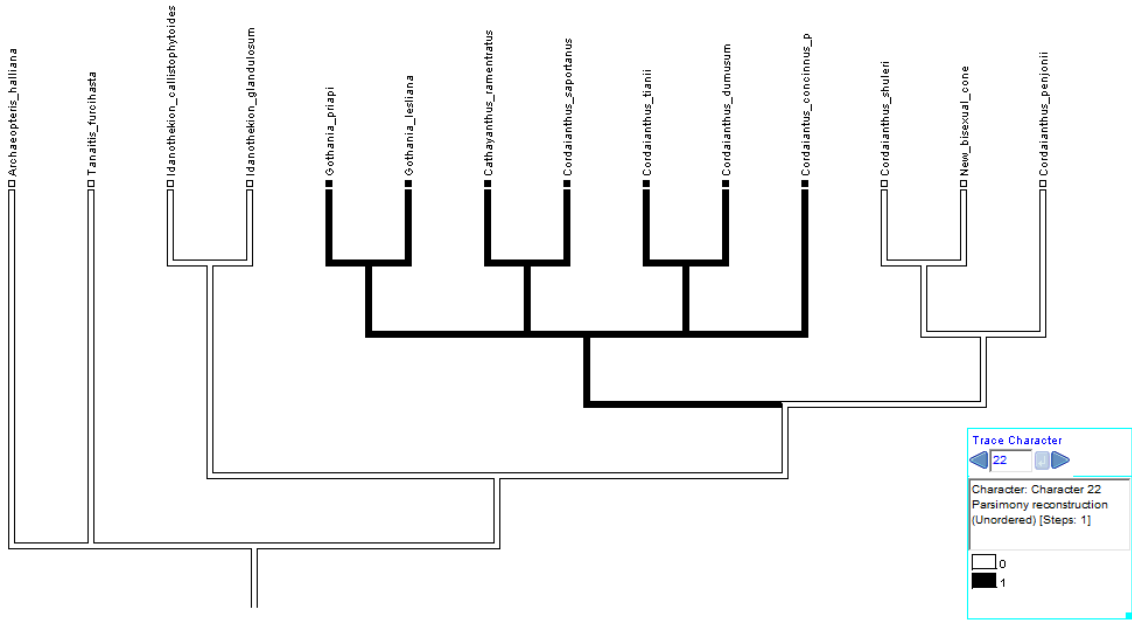 Archaeopteris_halliana
Tanaitis_furcihasta
Idanothekion_callistophytoides
Idanothekion_glandulosum
Gothania_priapi
Gothania_lesliana
Cathayanthus_ramentratus
Cordaianthus_saportanus
Cordaianthus_tianii
Cordaianthus_dumusum
Cordaiantus_concinnus_p
Cordaianthus_shuleri
New_bisexual_cone
Cordaianthus_penjonii
Trace Character
22
Character: Character 22
Parsimony reconstruction
(Unordered) [Steps: 1]
0
1